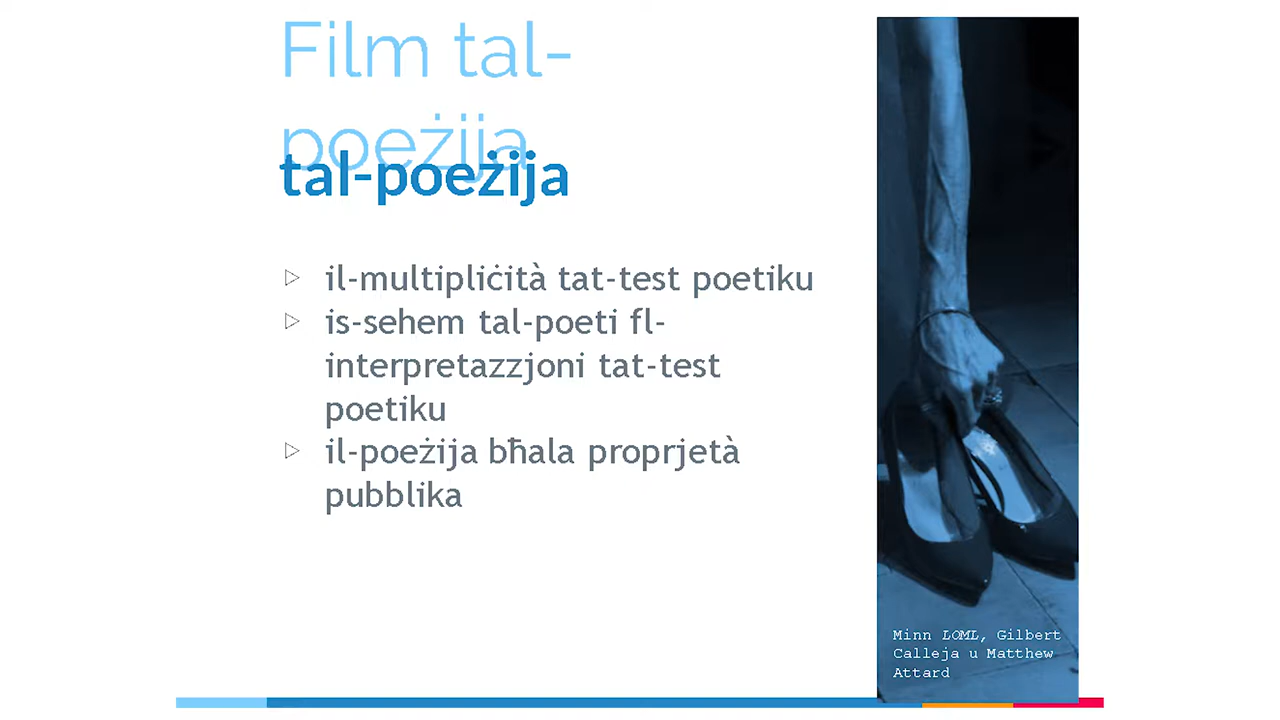 Film tal-
poeżija
tal-poeżija
il-multipliċità tat-test poetiku
is-sehem tal-poeti fl-
interpretazzjoni tat-test
poetiku
il-poeżija bħala proprjetà
pubblika
Minn LOML, Gilbert
Calleja u Matthew
Attard